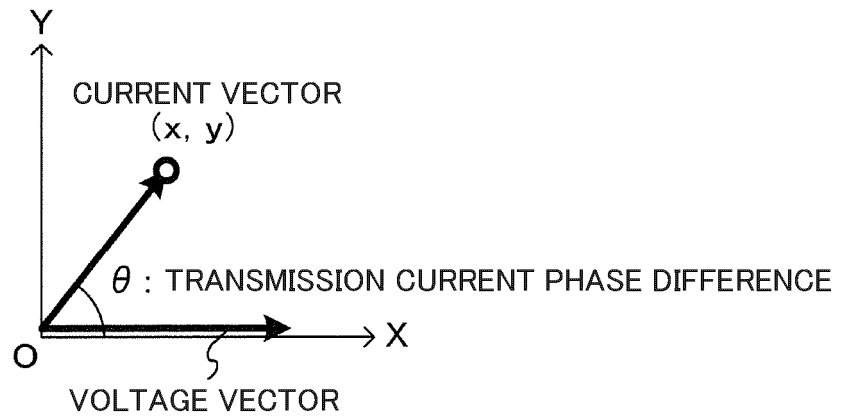 Y
CURRENT VECTOR
(x, y)
θ : TRANSMISSION CURRENT PHASE DIFFERENCE
X
O
VOLTAGE VECTOR